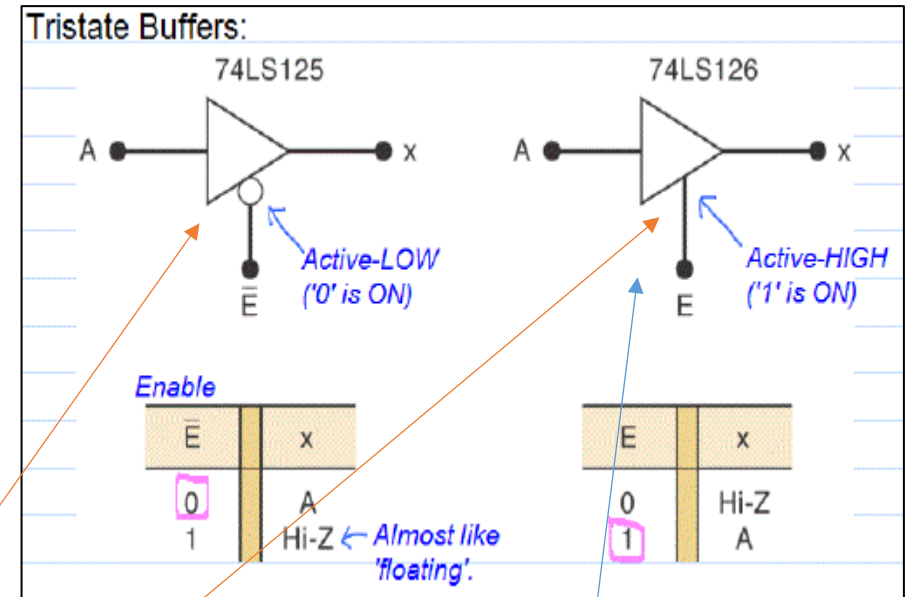 Tristate Buffers:
74LS125
74LS126
A
x
A
x
Active-LOW
('0' is ON)
E̅
Active-HIGH
('1' is ON)
E
Enable
E̅ x
0 A
1 Hi-Z
Almost like
'floating'.
E x
0 Hi-Z
1 A